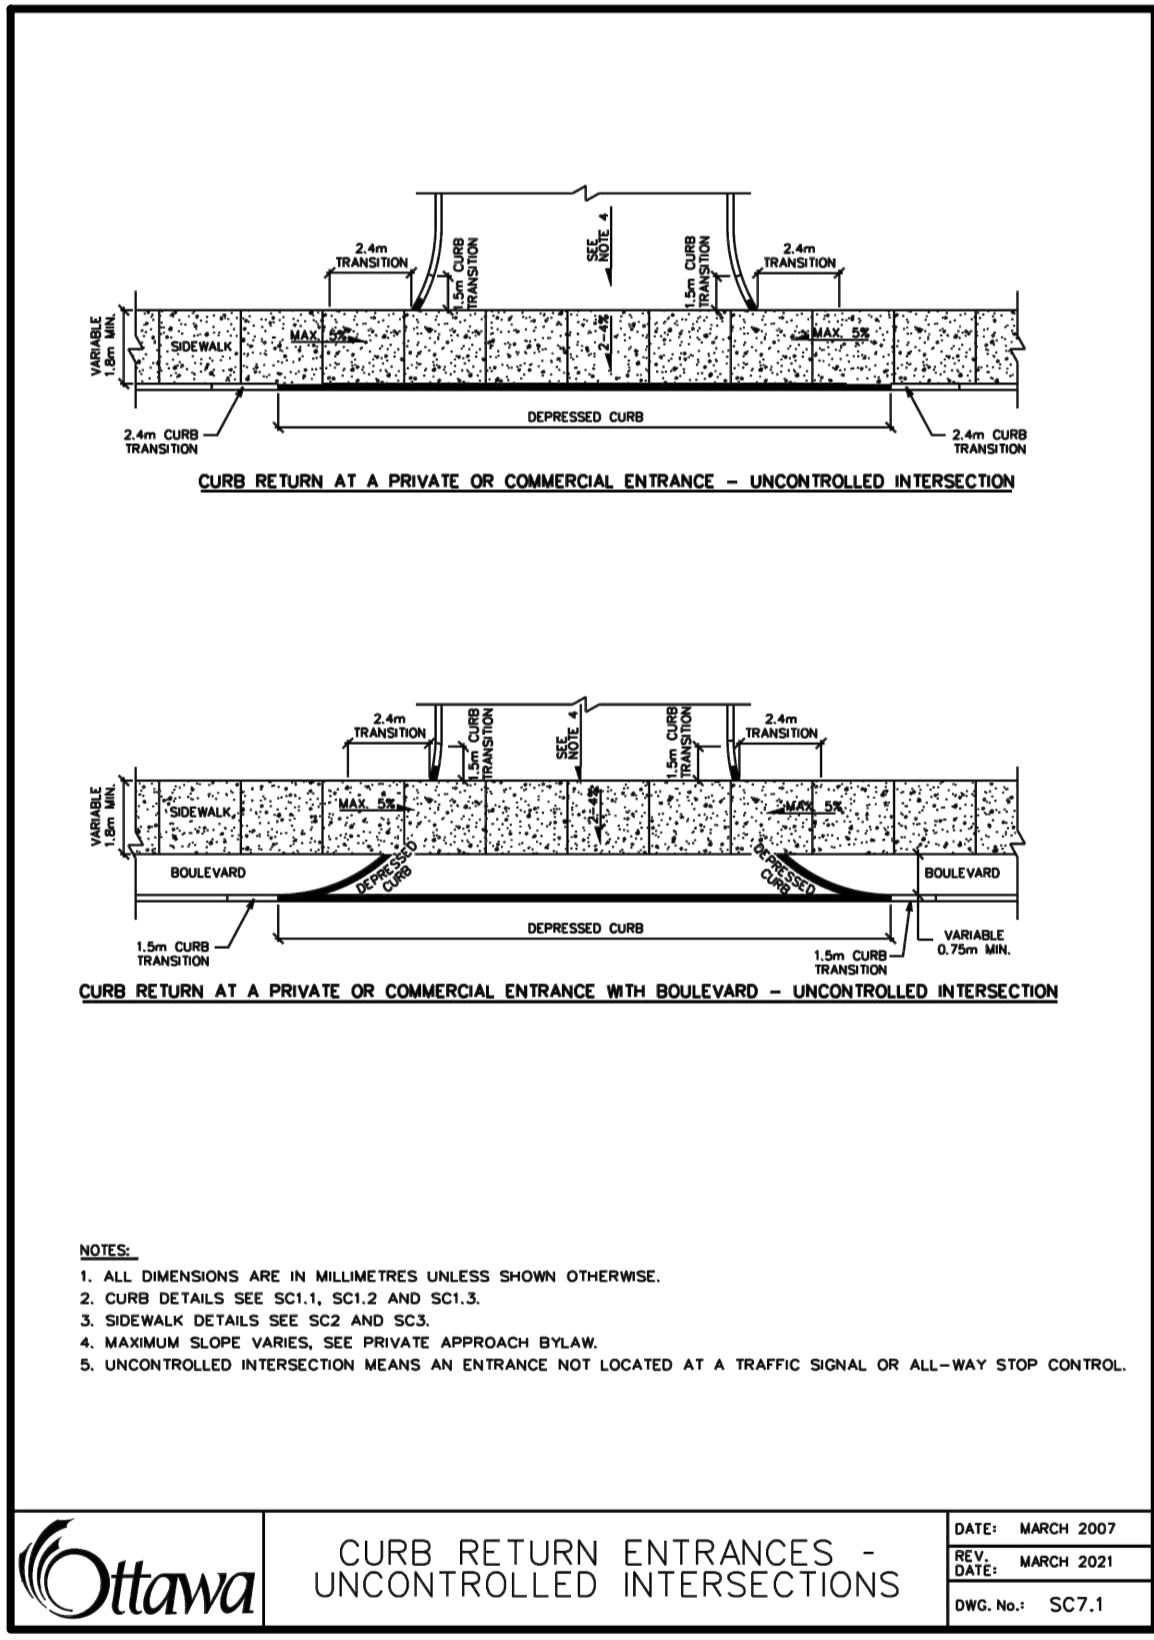 2.4m
TRANSITION
1.5m CURB
TRANSITION
SEE
NOTE 4
1.5m CURB
TRANSITION
2.4m
TRANSITION
VARIABLE
1.8m MIN.
SIDEWALK
MAX. 5%
2-4%
MAX. 5%
DEPRESSED CURB
2.4m CURB
TRANSITION
2.4m CURB
TRANSITION
CURB RETURN AT A PRIVATE OR COMMERCIAL ENTRANCE - UNCONTROLLED INTERSECTION
2.4m
TRANSITION
1.5m CURB
TRANSITION
SEE
NOTE 4
1.5m CURB
TRANSITION
2.4m
TRANSITION
VARIABLE
1.8m MIN.
SIDEWALK
MAX. 5%
2-4%
MAX. 5%
BOULEVARD
DEPRESSED
CURB
DEPRESSED
CURB
BOULEVARD
DEPRESSED CURB
1.5m CURB
TRANSITION
1.5m CURB
TRANSITION
VARIABLE
0.75m MIN.
CURB RETURN AT A PRIVATE OR COMMERCIAL ENTRANCE WITH BOULEVARD - UNCONTROLLED INTERSECTION
NOTES:
1. ALL DIMENSIONS ARE IN MILLIMETRES UNLESS SHOWN OTHERWISE.
2. CURB DETAILS SEE SC1.1, SC1.2 AND SC1.3.
3. SIDEWALK DETAILS SEE SC2 AND SC3.
4. MAXIMUM SLOPE VARIES, SEE PRIVATE APPROACH BYLAW.
5. UNCONTROLLED INTERSECTION MEANS AN ENTRANCE NOT LOCATED AT A TRAFFIC SIGNAL OR ALL-WAY STOP CONTROL.
Ottawa
CURB RETURN ENTRANCES -
UNCONTROLLED INTERSECTIONS
DATE: MARCH 2007
REV.
DATE: MARCH 2021
DWG. No.: SC7.1